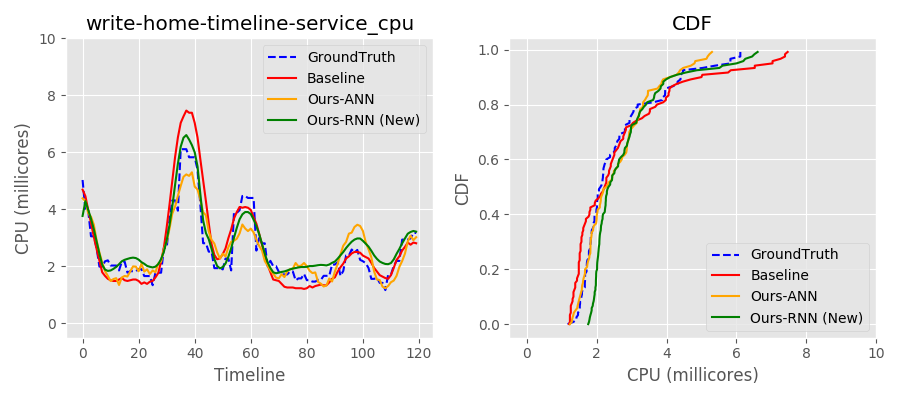 write-home-timeline-service_cpu
CPU (millicores)
10
8
6
4
2
0
0 20 40 60 80 100 120
Timeline
GroundTruth
Baseline
Ours-ANN
Ours-RNN (New)
CDF
CDF
1.0
0.8
0.6
0.4
0.2
0.0
0 2 4 6 8 10
CPU (millicores)
GroundTruth
Baseline
Ours-ANN
Ours-RNN (New)